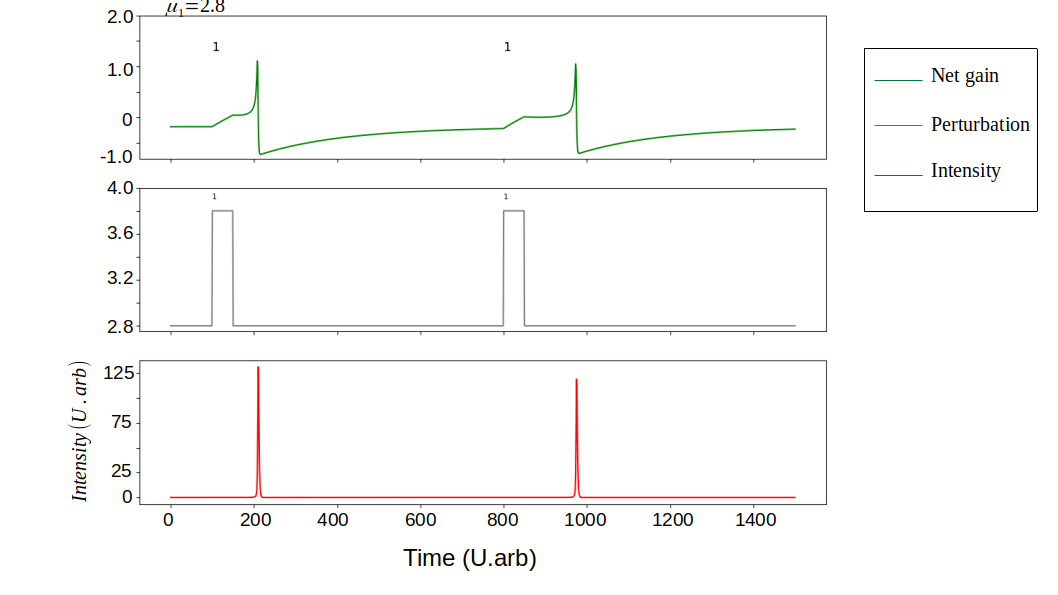 μ1=2.8
2.0
1.0
0
-1.0
1
1
Net gain
Perturbation
Intensity
4.0
3.6
3.2
2.8
1
1
Intensity(U.arb)
125
75
25
0
0 200 400 600 800 1000 1200 1400
Time (U.arb)